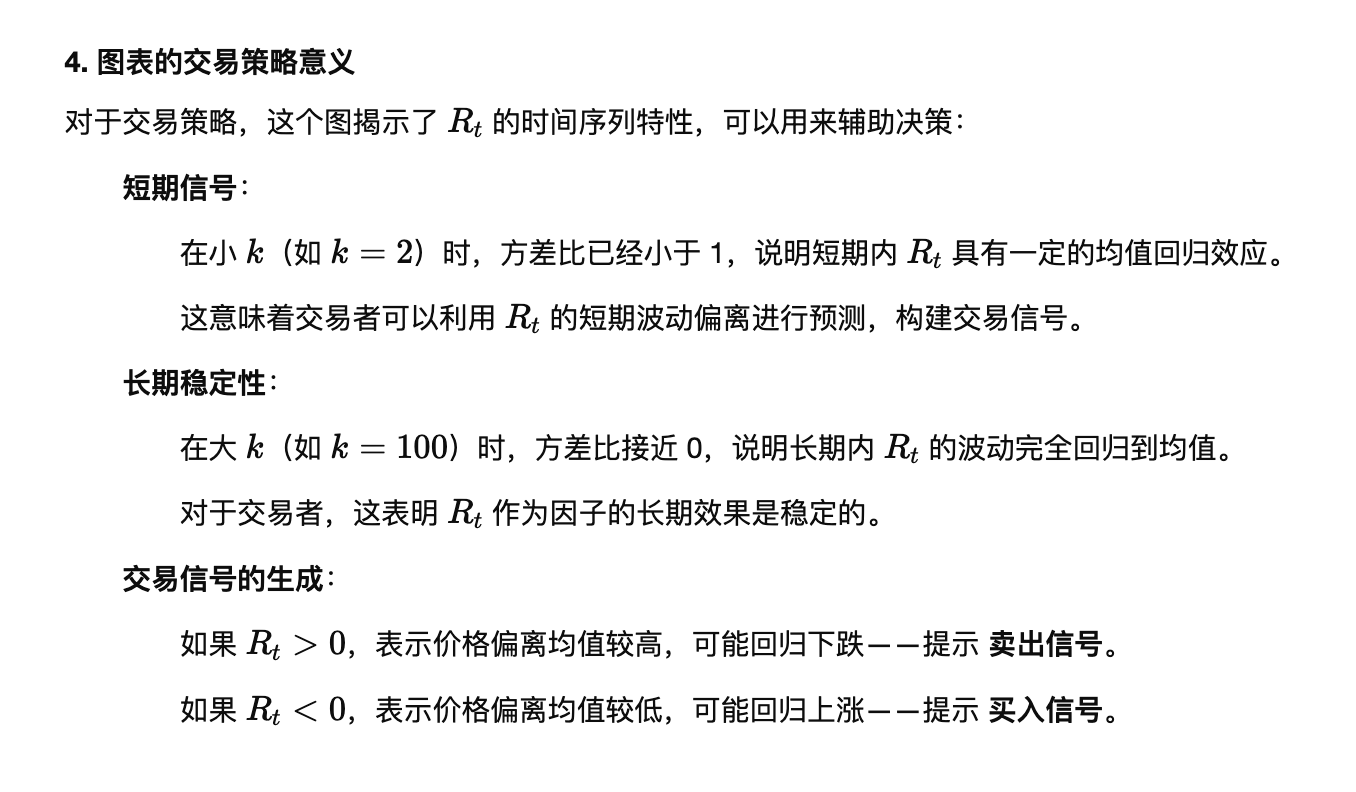 4. 图表的交易策略意义
对于交易策略，这个图揭示了 Rₜ 的时间序列特性，可以用来辅助决策：
短期信号：
在小 k（如 k = 2）时，方差比已经小于 1，说明短期内 Rₜ 具有一定的均值回归效应。
这意味着交易者可以利用 Rₜ 的短期波动偏离进行预测，构建交易信号。
长期稳定性：
在大 k（如 k = 100）时，方差比接近 0，说明长期内 Rₜ 的波动完全回归到均值。
对于交易者，这表明 Rₜ 作为因子的长期效果是稳定的。
交易信号的生成：
如果 Rₜ > 0，表示价格偏离均值较高，可能回归下跌——提示 卖出信号。
如果 Rₜ < 0，表示价格偏离均值较低，可能回归上涨——提示 买入信号。